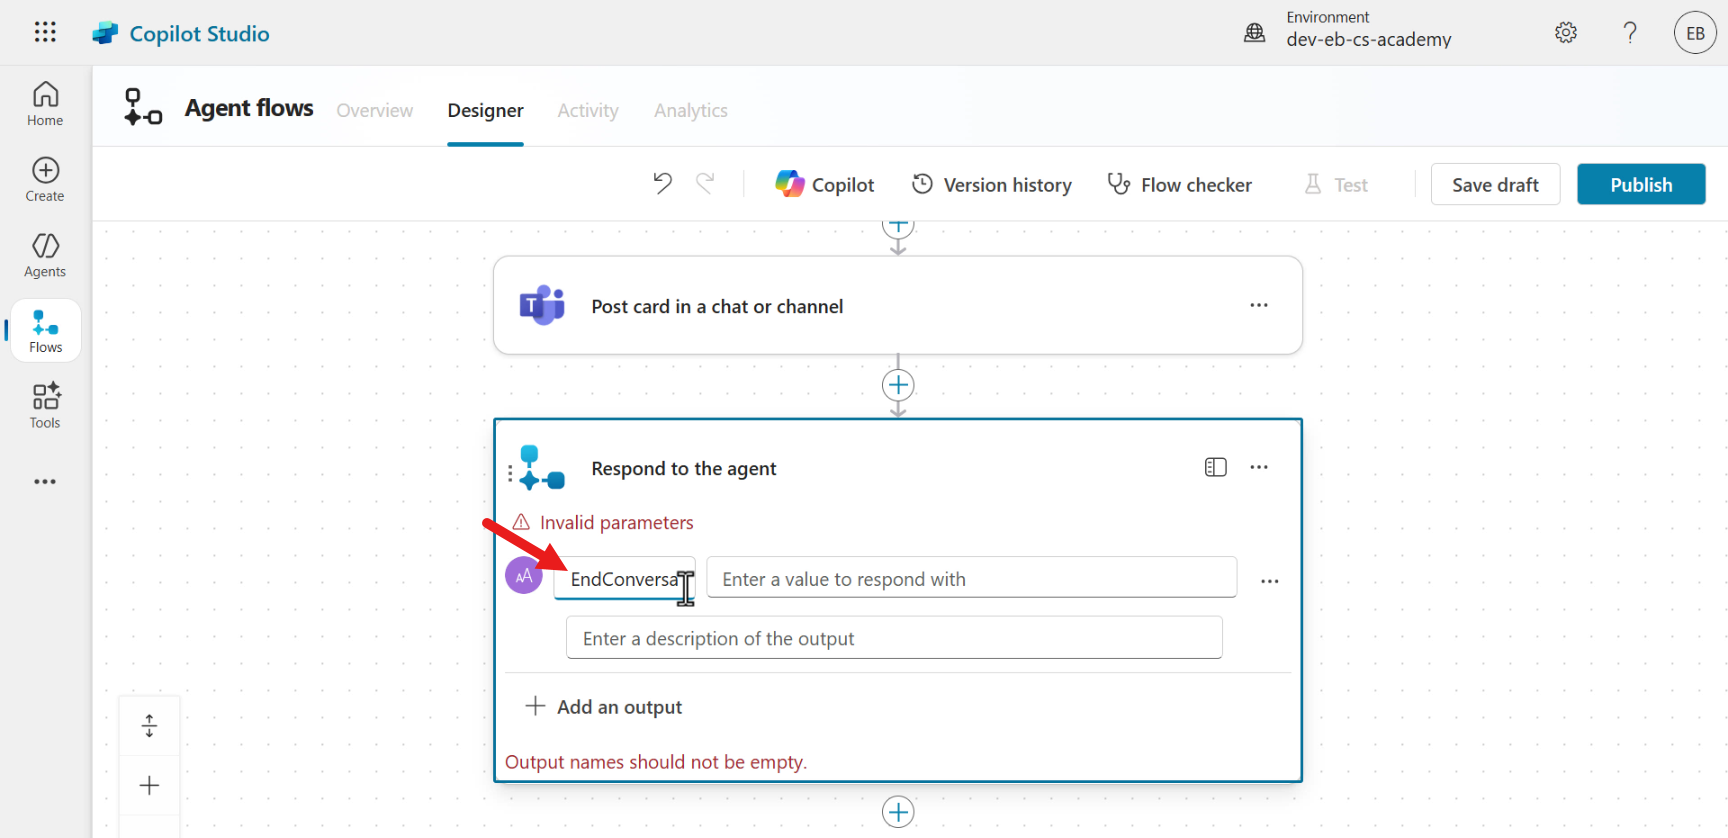 Copilot Studio
Environment
dev-eb-cs-academy
EB
Home
Create
Agents
Flows
Tools
Agent flows
Overview
Designer
Activity
Analytics
Copilot
Version history
Flow checker
Test
Save draft
Publish
T
Post card in a chat or channel
Respond to the agent
Invalid parameters
AA
EndConversa
Enter a value to respond with
Enter a description of the output
Add an output
Output names should not be empty.